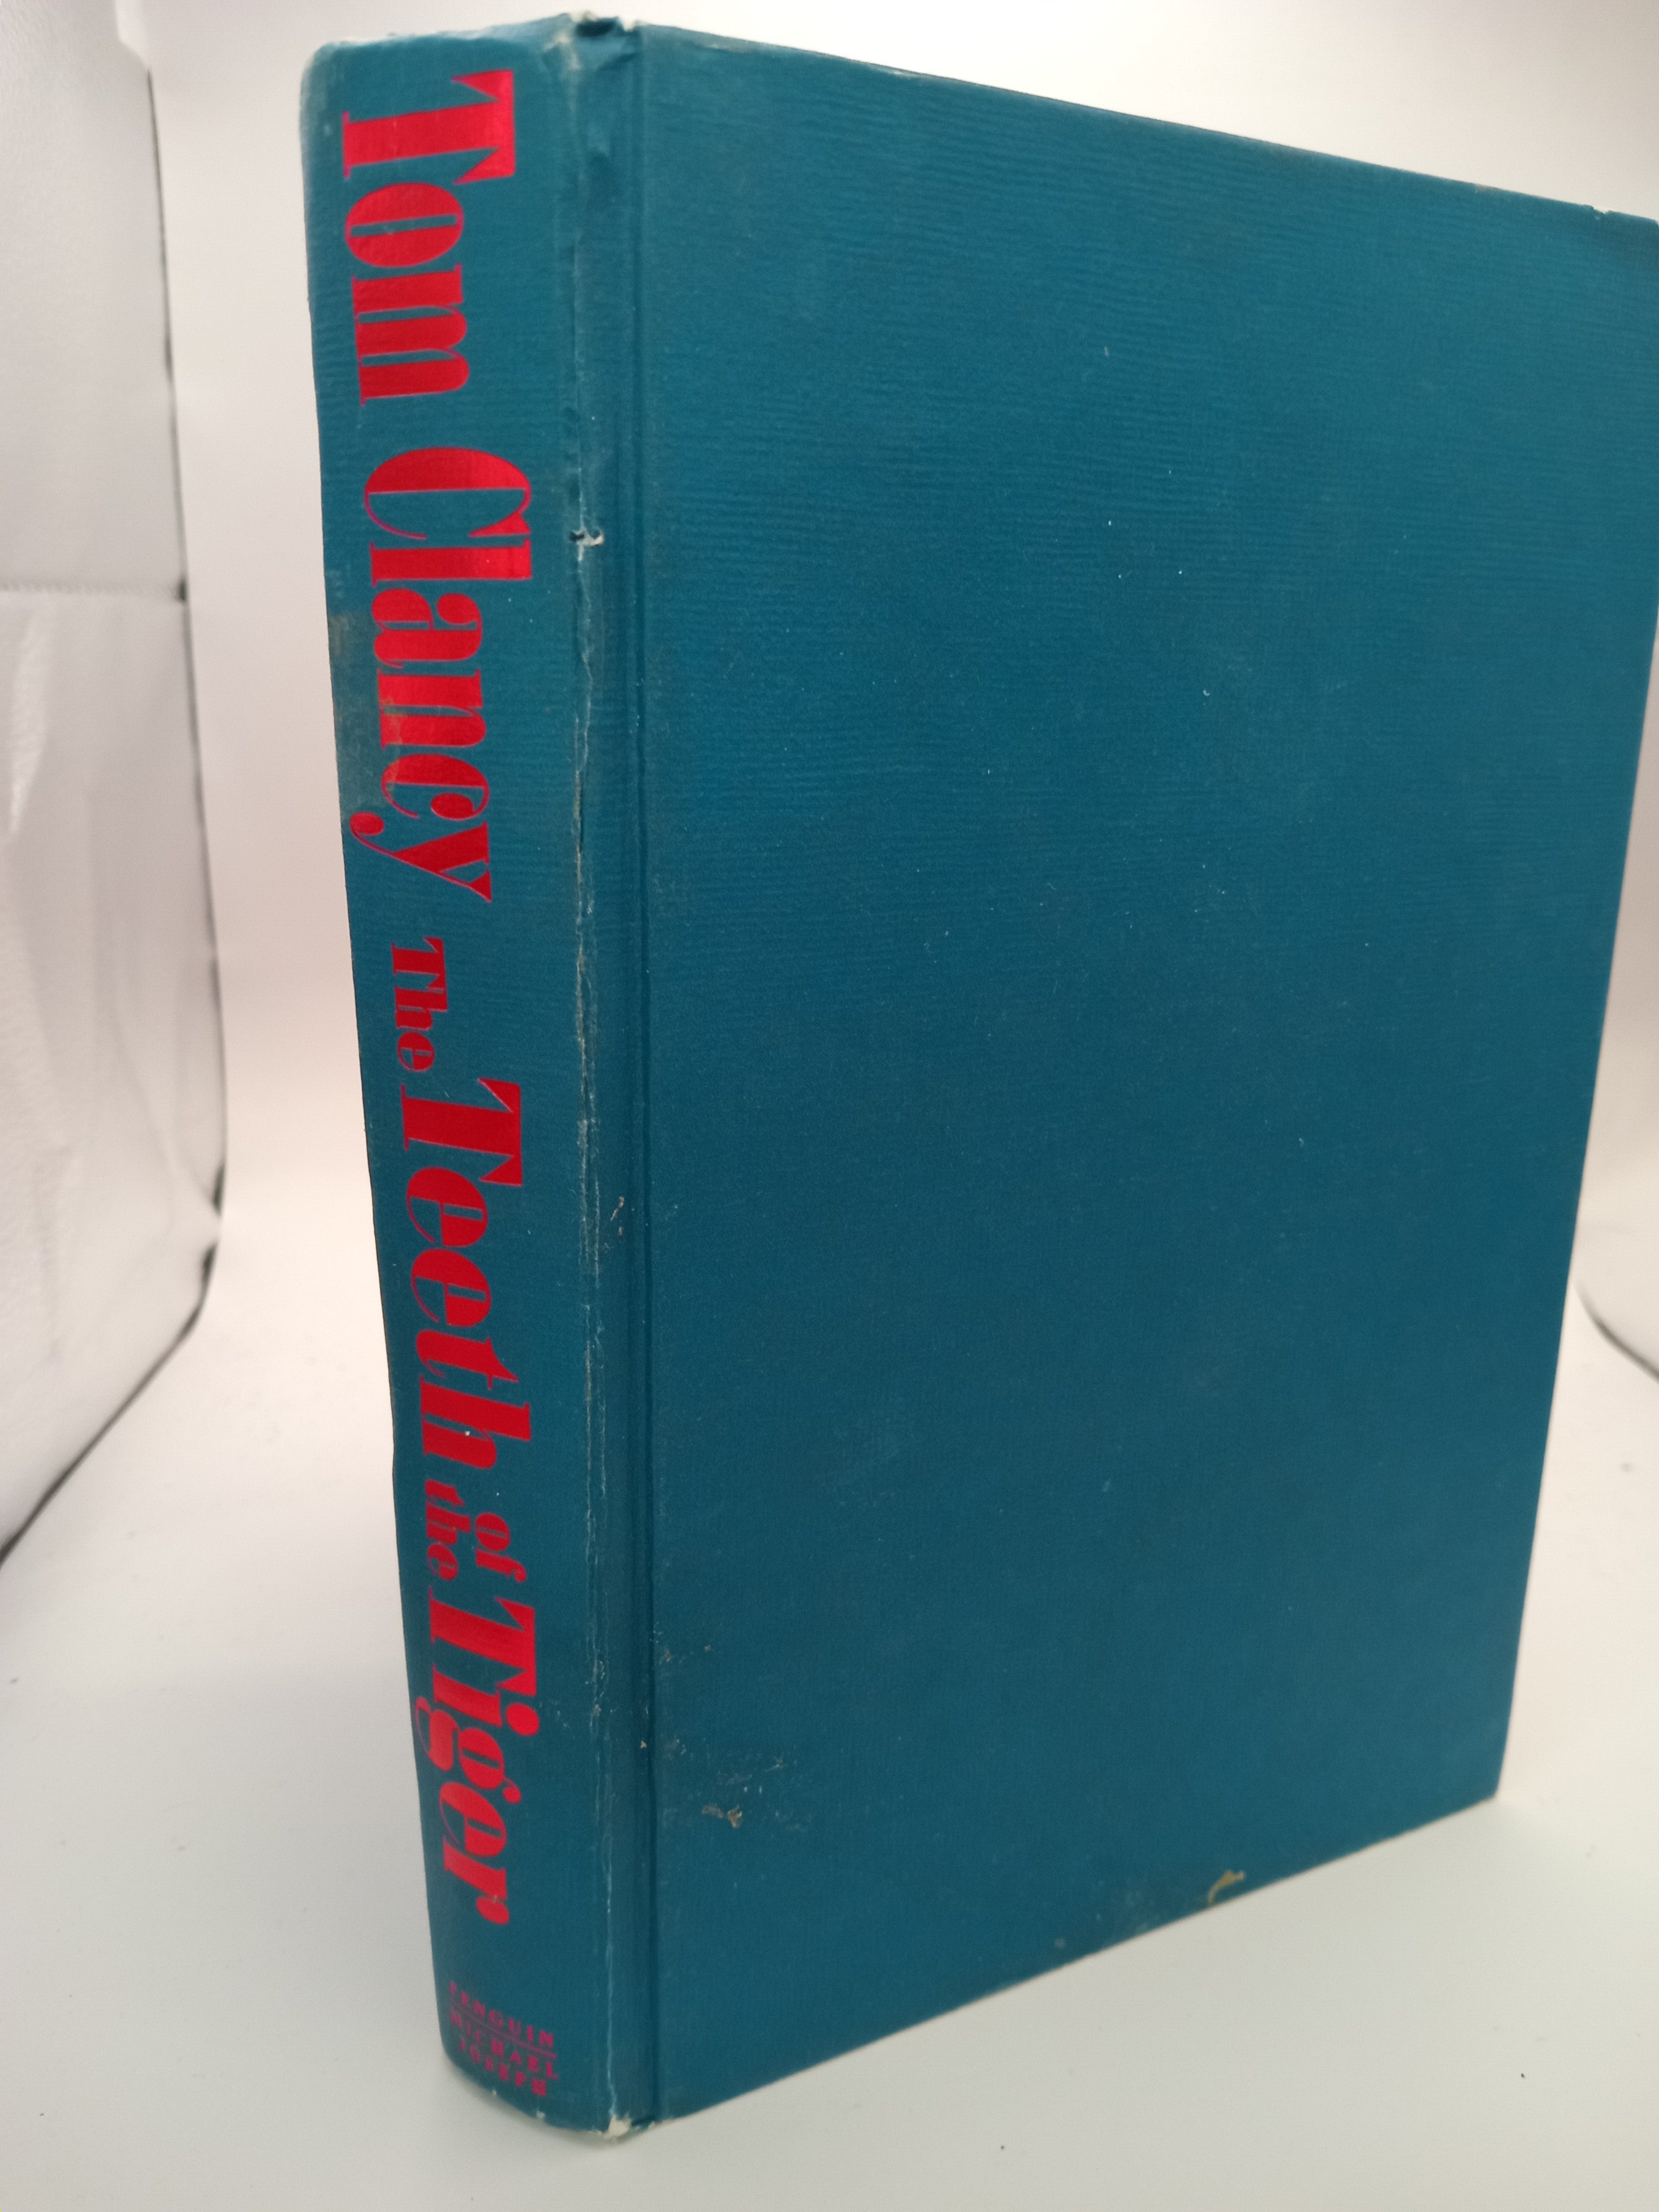 Tom Clancy
The Teeth of the Tiger
PENGUIN
MICHAEL
JOSEPH